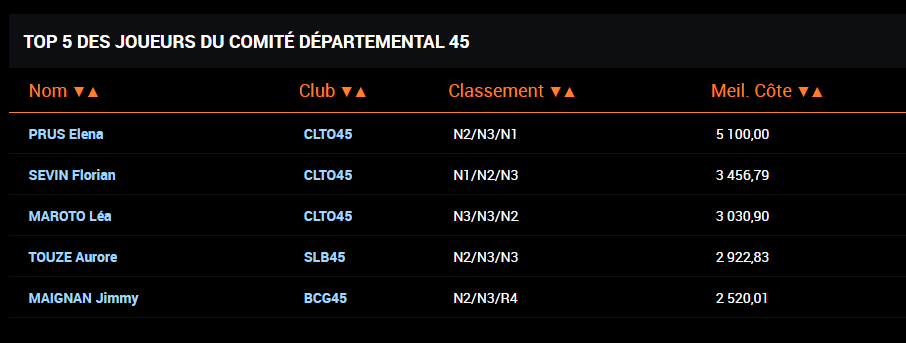 TOP 5 DES JOUEURS DU COMITÉ DÉPARTEMENTAL 45
Nom ▼▲ Club ▼▲ Classement ▼▲ Meil. Côte ▼▲
PRUS Elena CLTO45 N2/N3/N1 5 100,00
SEVIN Florian CLTO45 N1/N2/N3 3 456,79
MAROTO Léa CLTO45 N3/N3/N2 3 030,90
TOUZE Aurore SLB45 N2/N3/N3 2 922,83
MAIGNAN Jimmy BCG45 N2/N3/R4 2 520,01